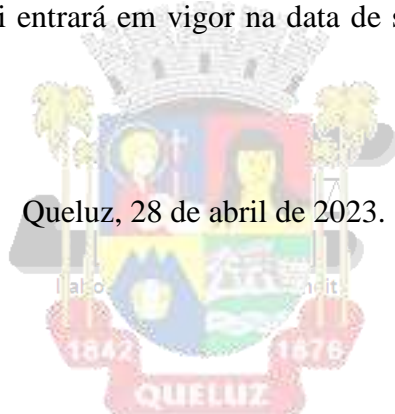 i entrará em vigor na data de s
Queluz, 28 de abril de 2023.
1842
1876
QUELUZ